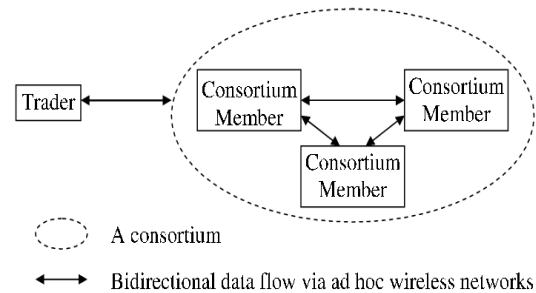 Trader
Consortium
Member
Consortium
Member
Consortium
Member
A consortium
Bidirectional data flow via ad hoc wireless networks